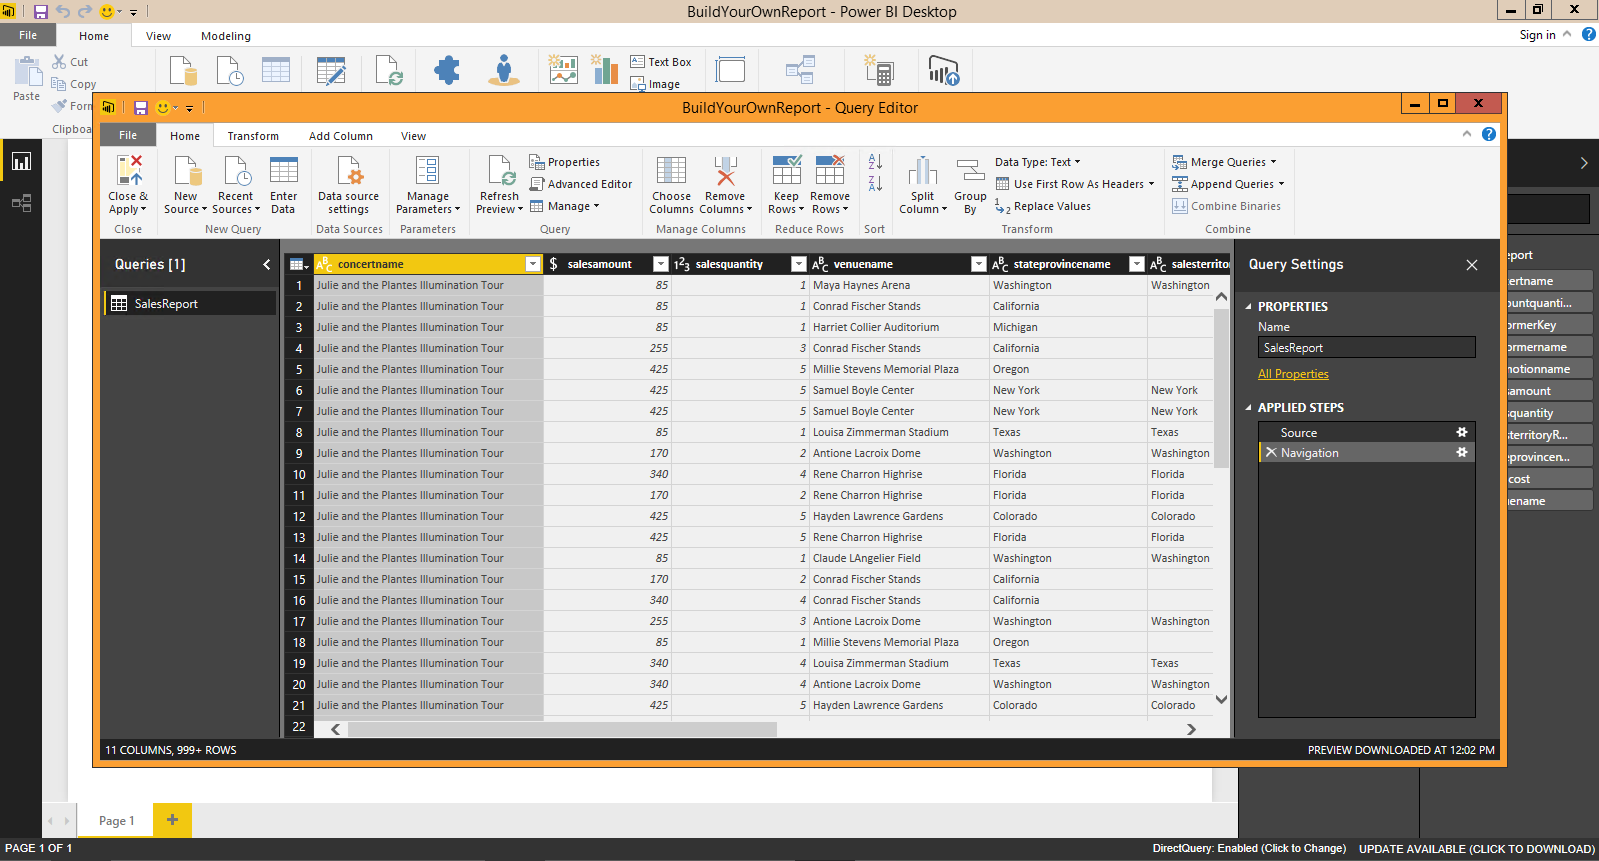 BuildYourOwnReport - Power BI Desktop
File Home View Modeling Sign in
Paste Cut
Copy
Text Box
Image
BuildYourOwnReport - Query Editor
File Home Transform Add Column View
Close & Apply New Source Recent Sources Enter Data Data source settings Manage Parameters Refresh Preview Properties
Advanced Editor
Manage
Choose Columns Remove Columns Keep Rows Remove Rows Split Column Group By Data Type: Text
Use First Row As Headers
Replace Values
Merge Queries
Append Queries
Combine Binaries
Close New Query Data Sources Parameters Query Manage Columns Reduce Rows Sort Transform Combine
Queries [1]
SalesReport
concertname $ salesamount 123 salesquantity ABC venuename ABC stateprovincename ABC salesterrito
1 Julie and the Plantes Illumination Tour 85 1 Maya Haynes Arena Washington Washington
2 Julie and the Plantes Illumination Tour 85 1 Conrad Fischer Stands California
3 Julie and the Plantes Illumination Tour 85 1 Harriet Collier Auditorium Michigan
4 Julie and the Plantes Illumination Tour 255 3 Conrad Fischer Stands California
5 Julie and the Plantes Illumination Tour 425 5 Millie Stevens Memorial Plaza Oregon
6 Julie and the Plantes Illumination Tour 425 5 Samuel Boyle Center New York New York
7 Julie and the Plantes Illumination Tour 425 5 Samuel Boyle Center New York New York
8 Julie and the Plantes Illumination Tour 85 1 Louisa Zimmerman Stadium Texas Texas
9 Julie and the Plantes Illumination Tour 170 2 Antione Lacroix Dome Washington Washington
10 Julie and the Plantes Illumination Tour 340 4 Rene Charron Highrise Florida Florida
11 Julie and the Plantes Illumination Tour 170 2 Rene Charron Highrise Florida Florida
12 Julie and the Plantes Illumination Tour 425 5 Hayden Lawrence Gardens Colorado Colorado
13 Julie and the Plantes Illumination Tour 425 5 Rene Charron Highrise Florida Florida
14 Julie and the Plantes Illumination Tour 85 1 Claude LAngelier Field Washington Washington
15 Julie and the Plantes Illumination Tour 170 2 Conrad Fischer Stands California
16 Julie and the Plantes Illumination Tour 340 4 Conrad Fischer Stands California
17 Julie and the Plantes Illumination Tour 255 3 Antione Lacroix Dome Washington Washington
18 Julie and the Plantes Illumination Tour 85 1 Millie Stevens Memorial Plaza Oregon
19 Julie and the Plantes Illumination Tour 340 4 Louisa Zimmerman Stadium Texas Texas
20 Julie and the Plantes Illumination Tour 340 4 Antione Lacroix Dome Washington Washington
21 Julie and the Plantes Illumination Tour 425 5 Hayden Lawrence Gardens Colorado Colorado
22
Query Settings
PROPERTIES
Name
SalesReport
All Properties
APPLIED STEPS
Source
Navigation
port
ertname
ountquanti...
ormerKey
ormername
motionname
samount
squantity
sterritoryR...
eprovincen...
cost
uename
11 COLUMNS, 999+ ROWS PREVIEW DOWNLOADED AT 12:02 PM
Page 1
PAGE 1 OF 1 DirectQuery: Enabled (Click to Change) UPDATE AVAILABLE (CLICK TO DOWNLOAD)